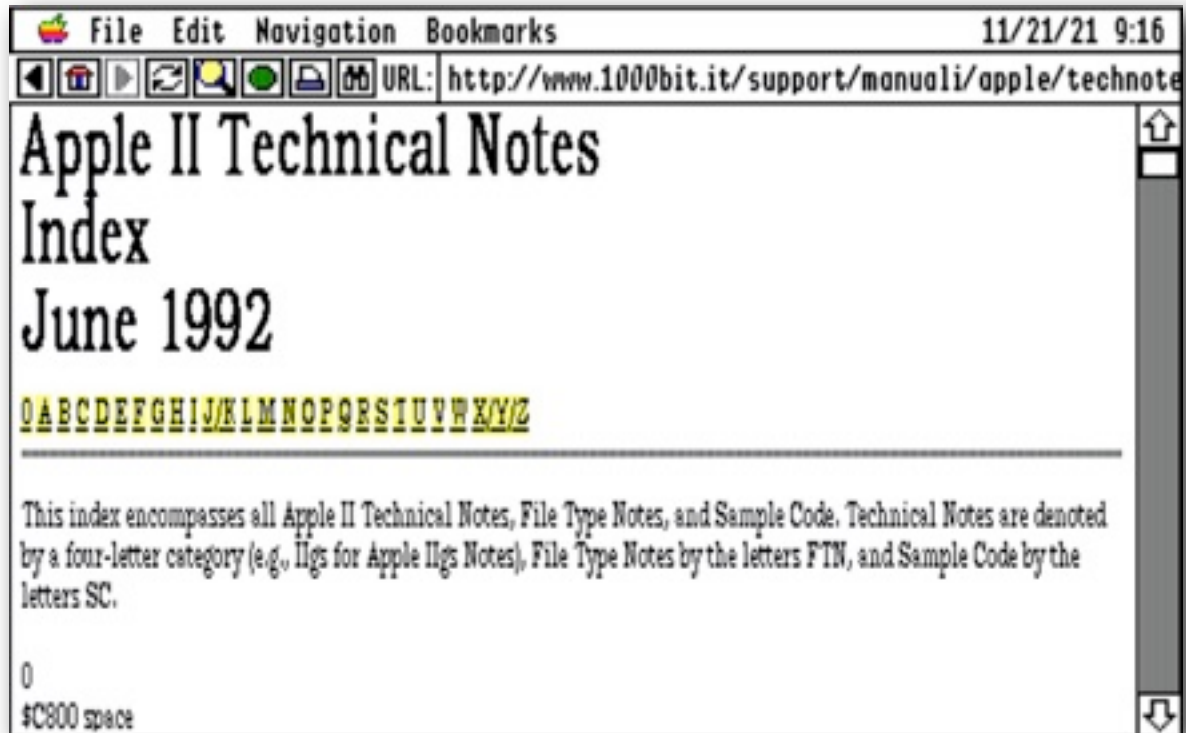 File Edit Navigation Bookmarks 11/21/21 9:16
URL: http://www.1000bit.it/support/manuali/apple/technote
Apple II Technical Notes
Index
June 1992
0 A B C D E F G H I J/K L M N O P Q R S T U V W X/Y/Z
This index encompasses all Apple II Technical Notes, File Type Notes, and Sample Code. Technical Notes are denoted
by a four-letter category (e.g., IIgs for Apple IIgs Notes), File Type Notes by the letters FTN, and Sample Code by the
letters SC.
0
$C800 space